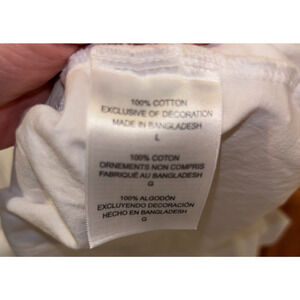 100% COTTON
EXCLUSIVE OF DECORATION
MADE IN BANGLADESH
L
100% COTON
ORNEMENTS NON COMPRIS
FABRIQUÉ AU BANGLADESH
G
100% ALGODÓN
EXCLUYENDO DECORACIÓN
HECHO EN BANGLADESH
G